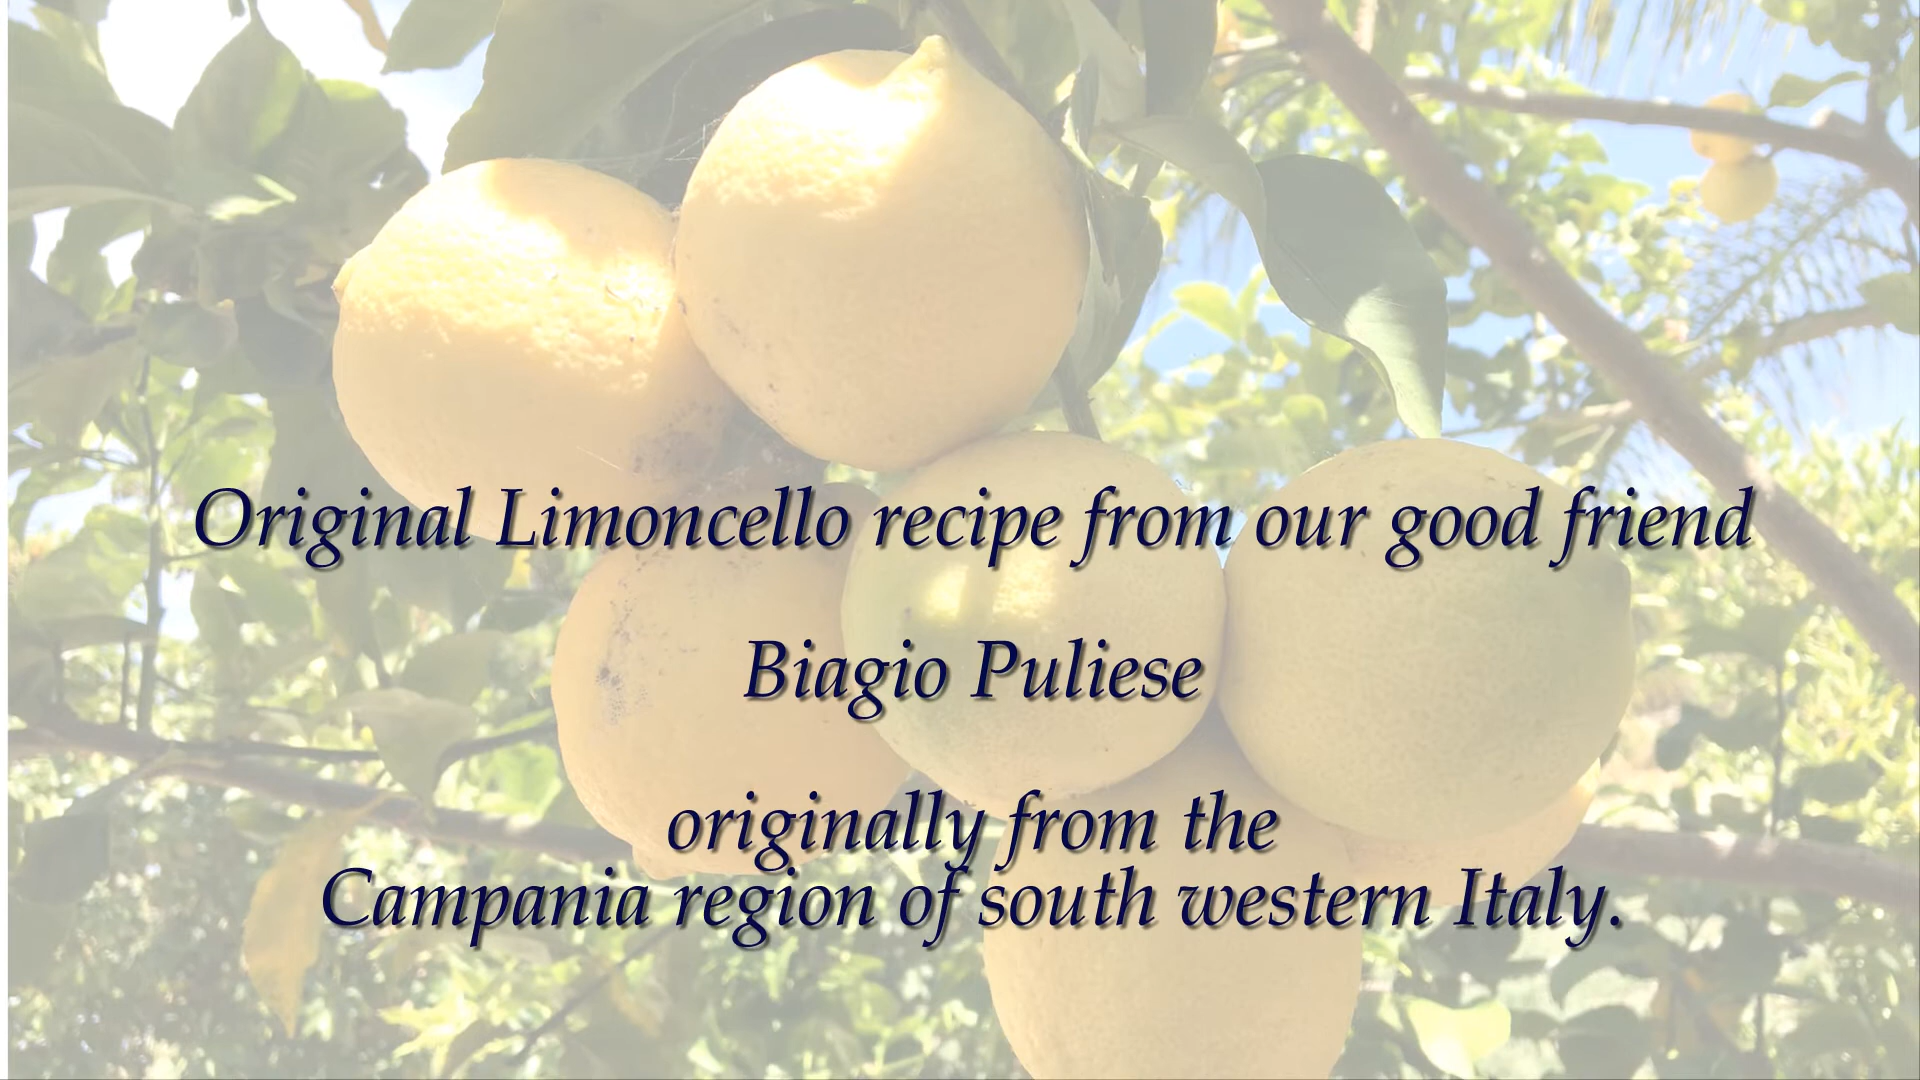 Original Limoncello recipe from our good friend
Biagio Puliese
originally from the
Campania region of south western Italy.